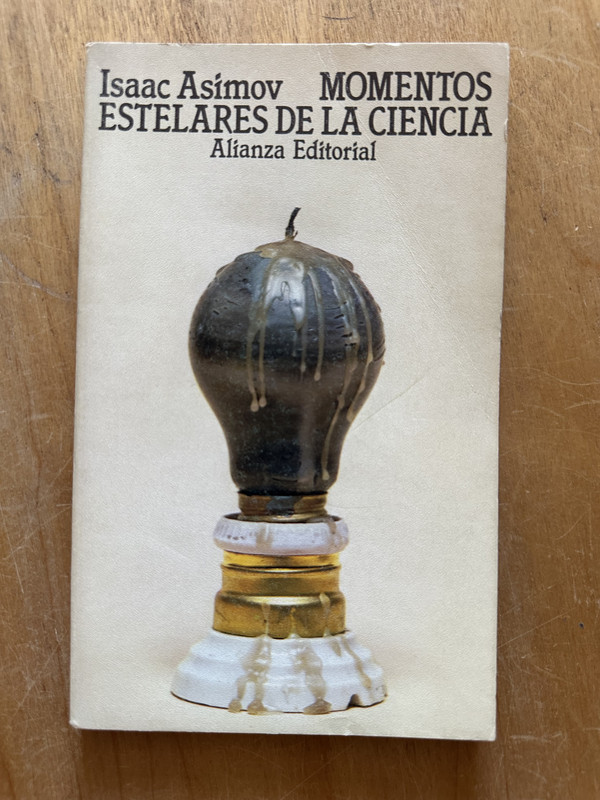 Isaac Asimov MOMENTOS
ESTELARES DE LA CIENCIA
Alianza Editorial